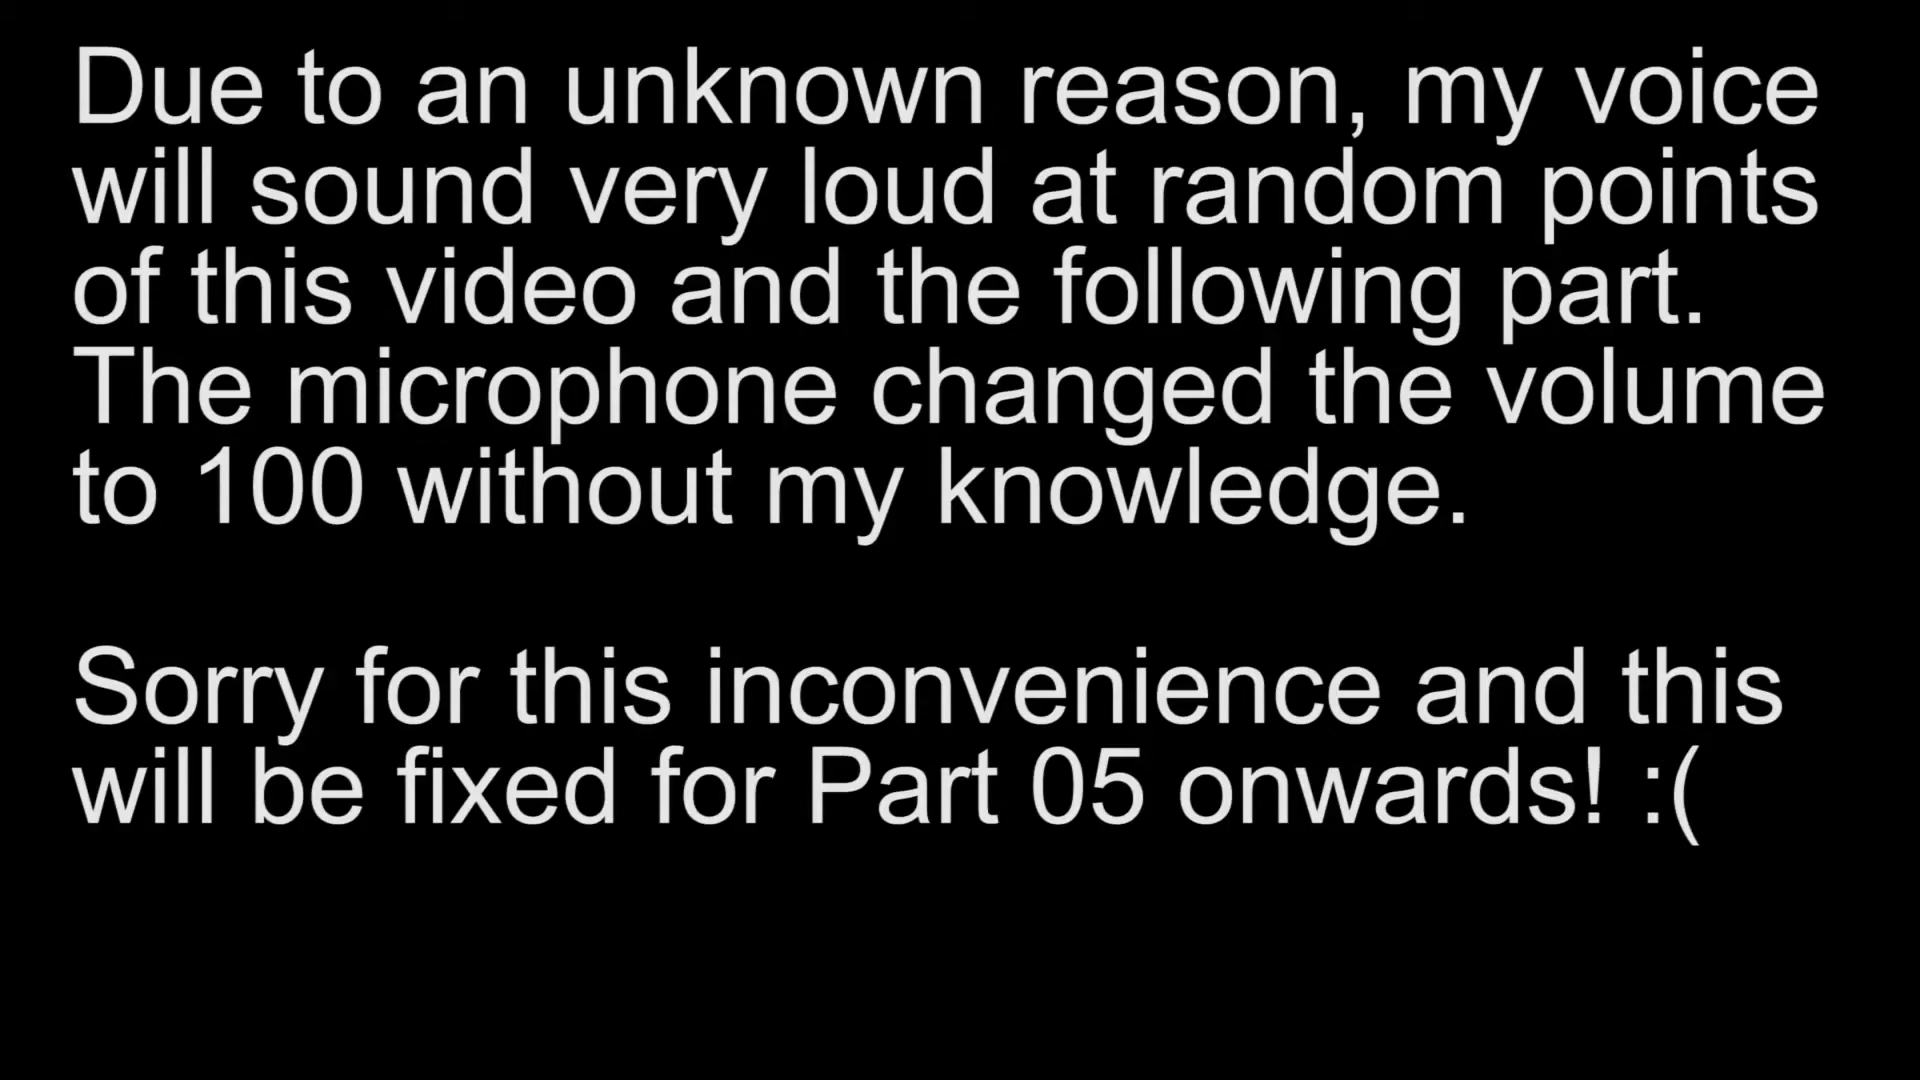 Due to an unknown reason, my voice
will sound very loud at random points
of this video and the following part.
The microphone changed the volume
to 100 without my knowledge.
Sorry for this inconvenience and this
will be fixed for Part 05 onwards! :(